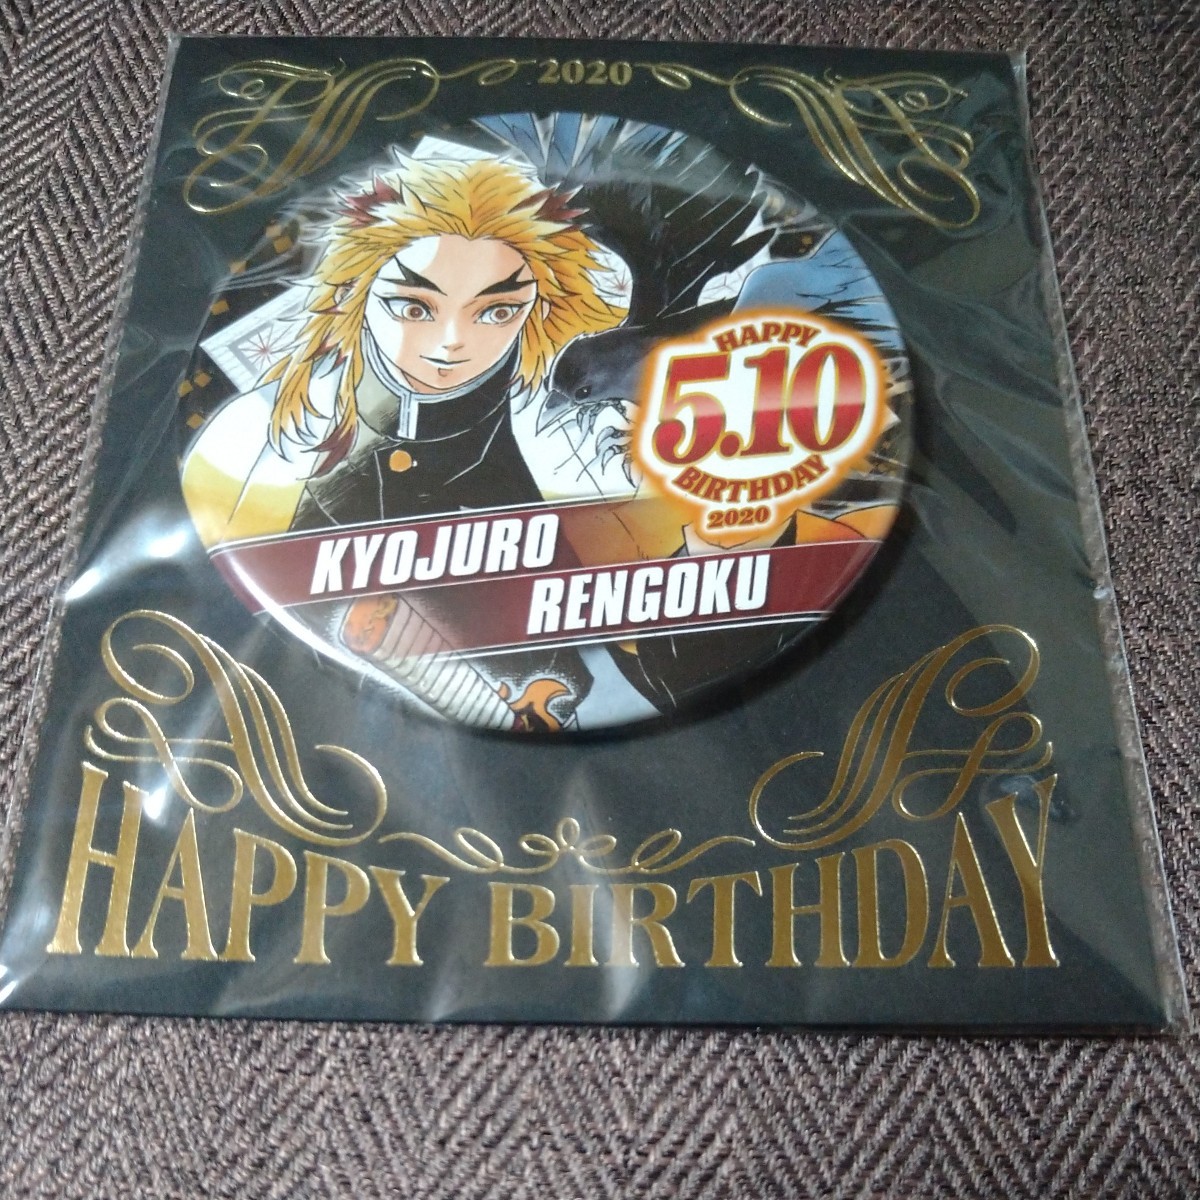 2020
HAPPY
5.10
BIRTHDAY
2020
KYOJURO
RENGOKU
HAPPY BIRTHDAY